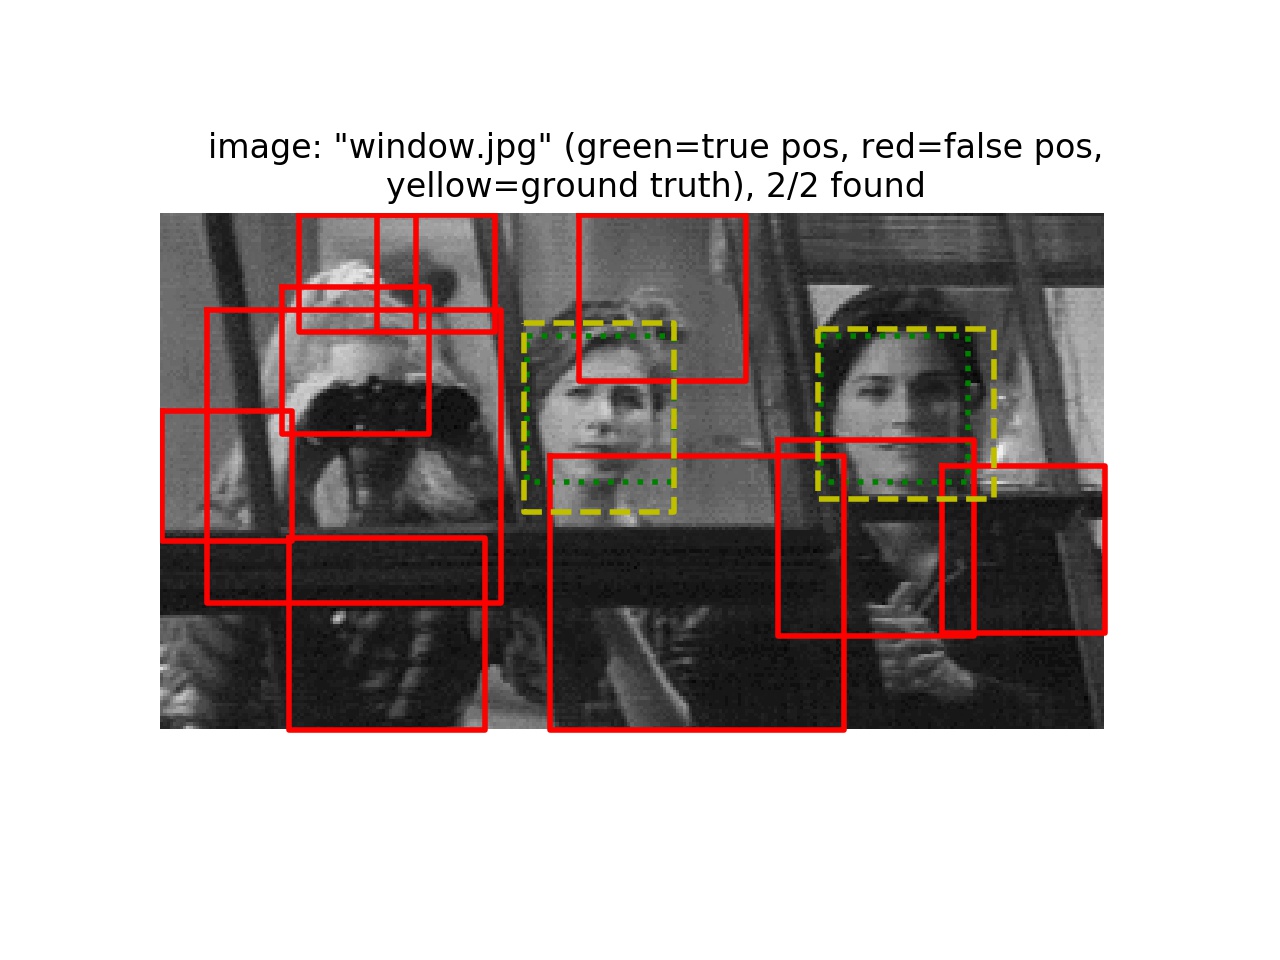 image: "window.jpg" (green=true pos, red=false pos,
yellow=ground truth), 2/2 found